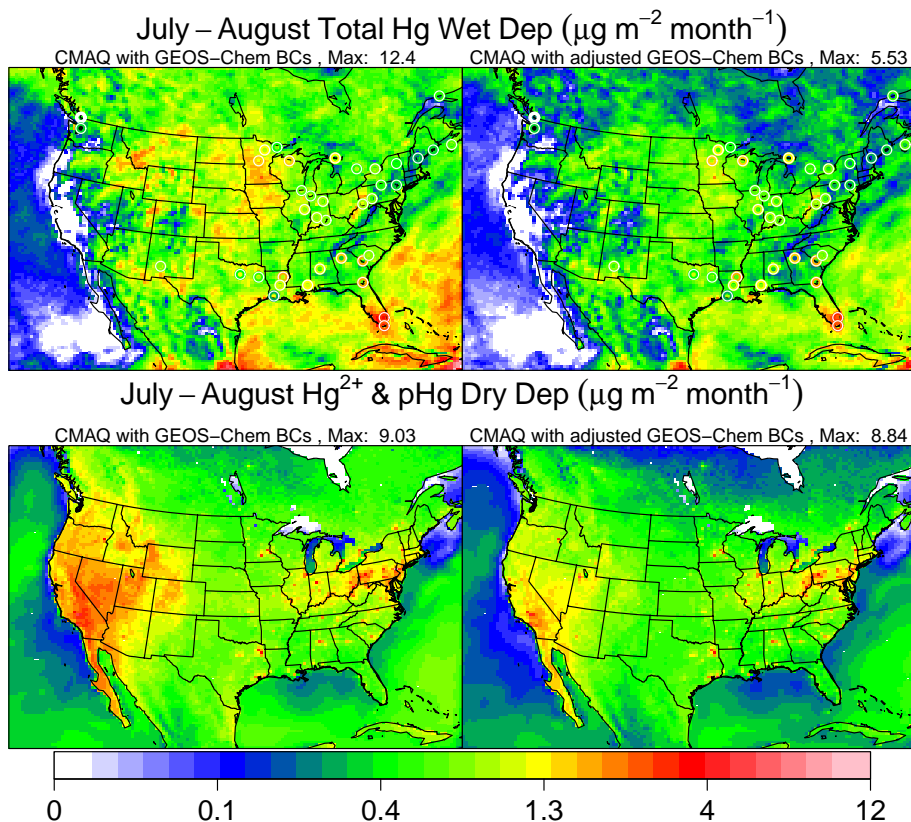 July – August Total Hg Wet Dep (μg m⁻² month⁻¹)
CMAQ with GEOS−Chem BCs , Max: 12.4
CMAQ with adjusted GEOS−Chem BCs , Max: 5.53
July – August Hg²⁺ & pHg Dry Dep (μg m⁻² month⁻¹)
CMAQ with GEOS−Chem BCs , Max: 9.03
CMAQ with adjusted GEOS−Chem BCs , Max: 8.84
0 0.1 0.4 1.3 4 12